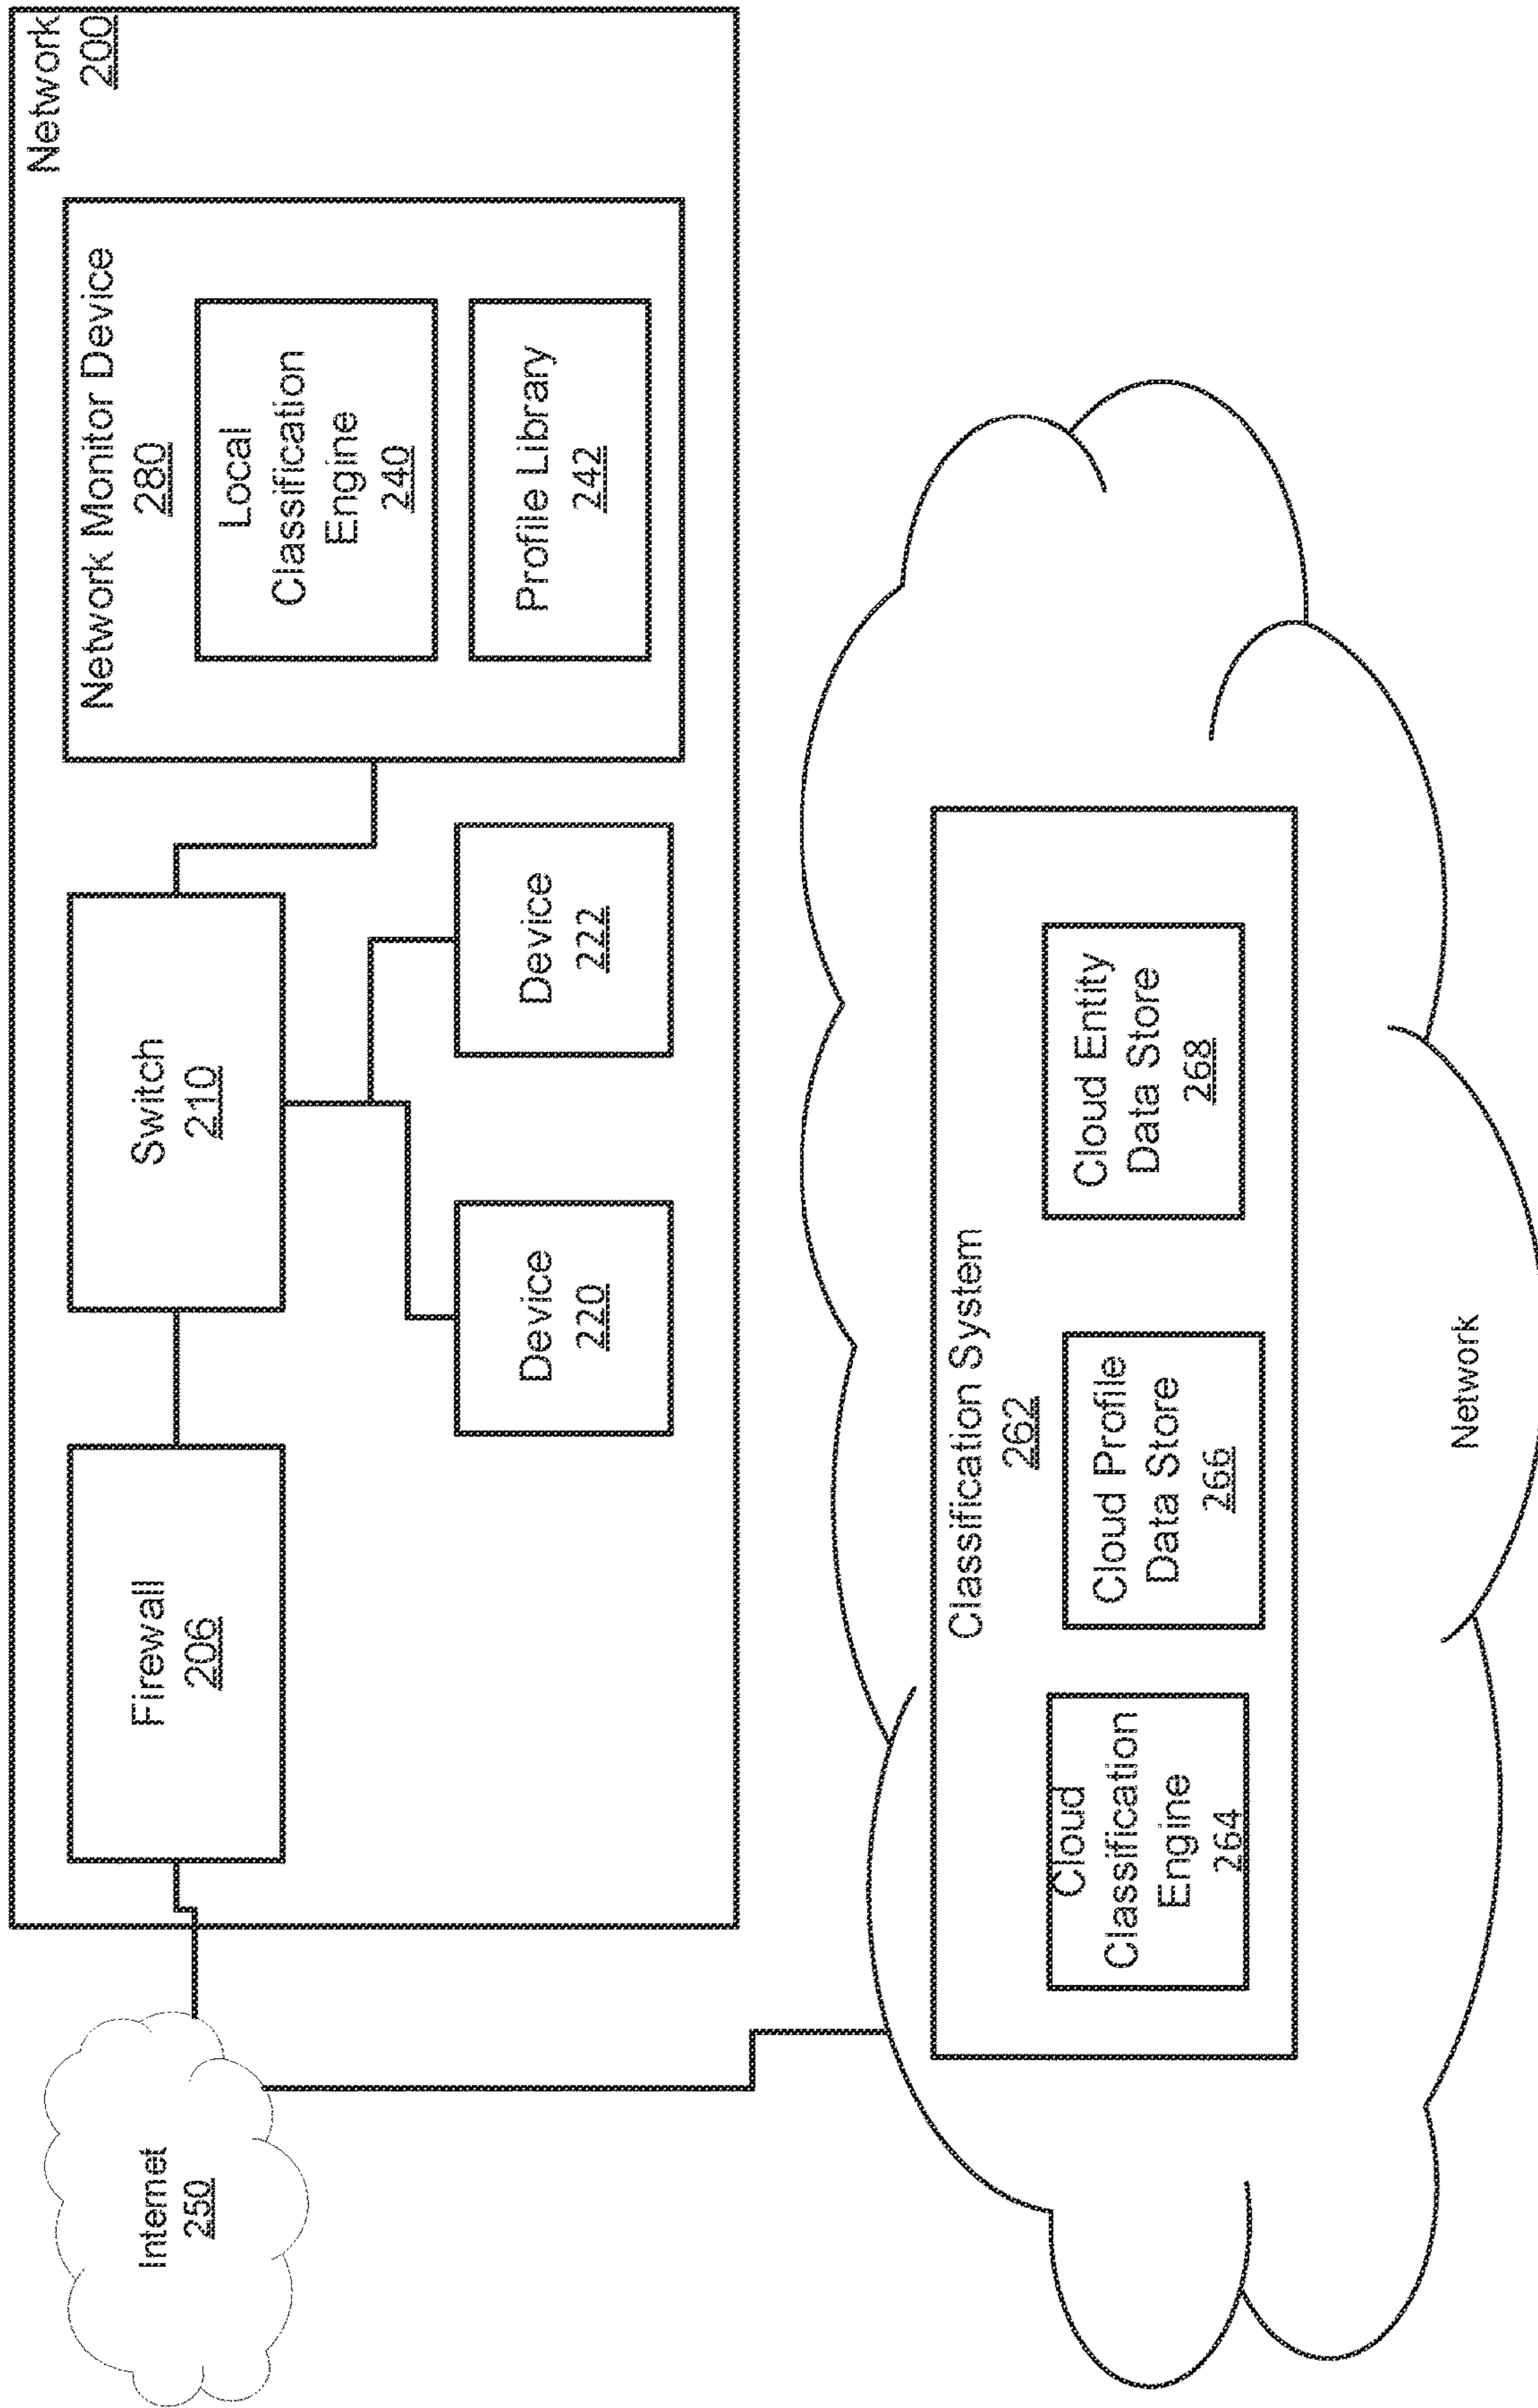 Network
200
Internet
250
Firewall
206
Switch
210
Network Monitor Device
280
Local
Classification
Engine
240
Profile Library
242
Device
220
Device
222
Classification System
262
Cloud
Classification
Engine
264
Cloud Profile
Data Store
266
Cloud Entity
Data Store
268
Network